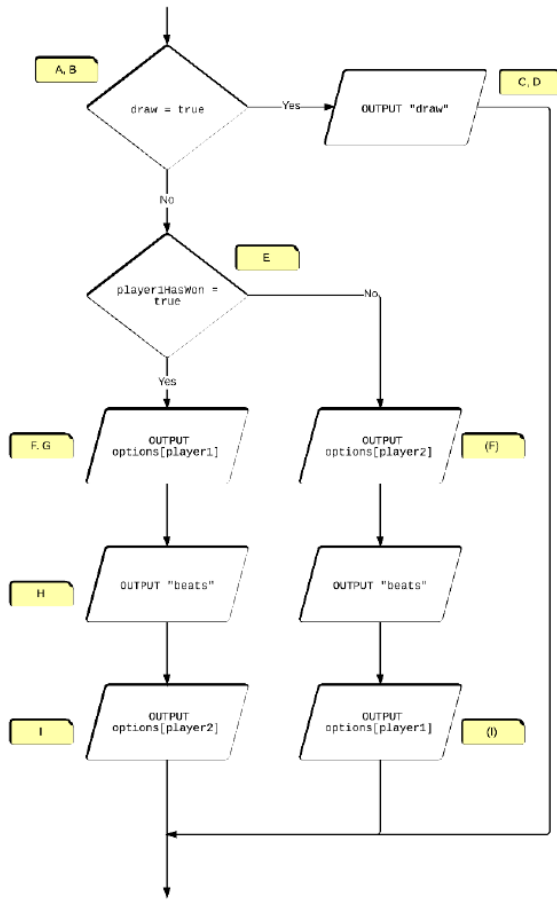 A, B
draw = true
Yes
OUTPUT "draw"
C, D
No
E
player1HasWon =
true
No
Yes
F. G
OUTPUT
options[player1]
OUTPUT
options[player2]
(F)
H
OUTPUT "beats"
OUTPUT "beats"
I
OUTPUT
options[player2]
OUTPUT
options[player1]
(I)